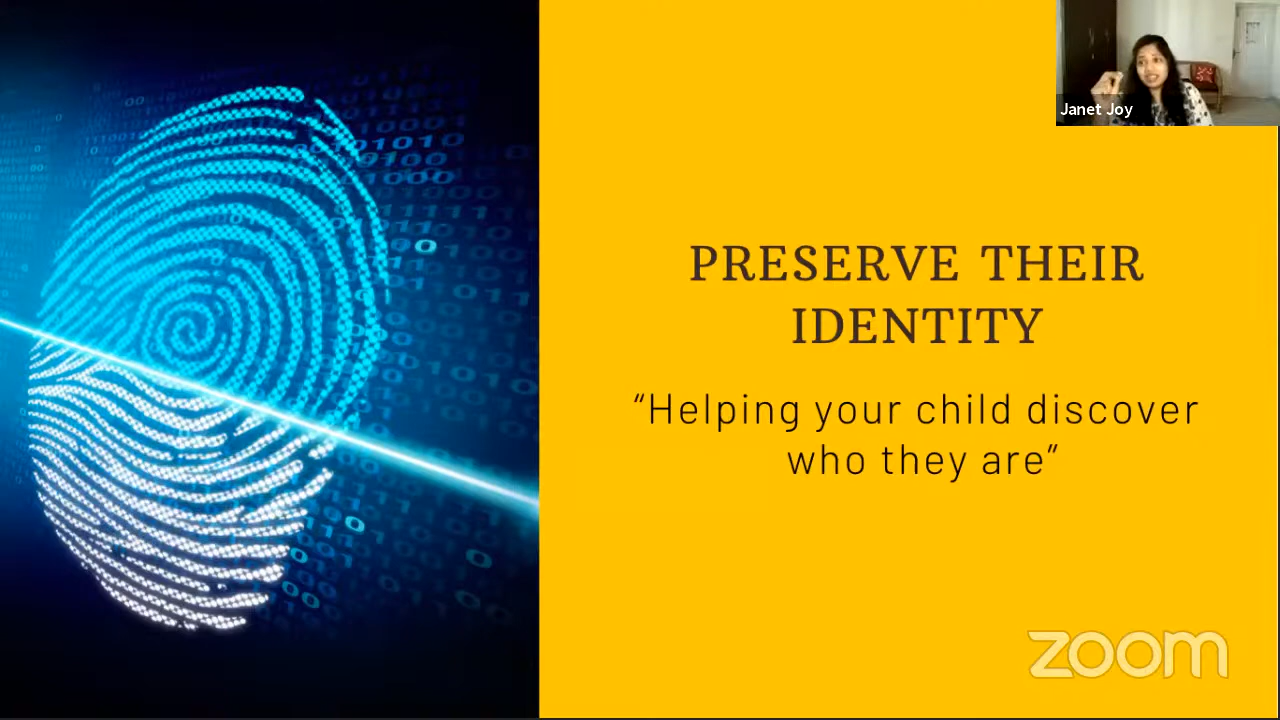 Janet Joy
PRESERVE THEIR
IDENTITY
“Helping your child discover
who they are”
zoom